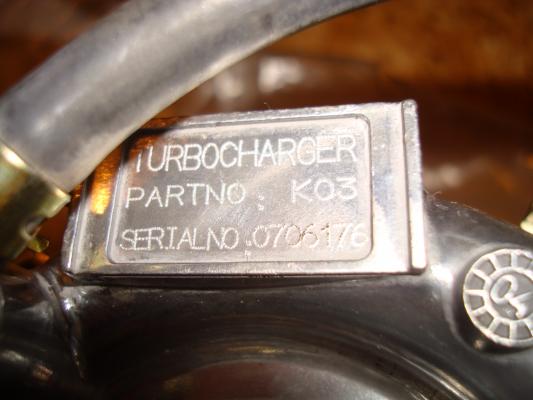 TURBOCHARGER
PARTNO: K03
SERIALNO:0706176